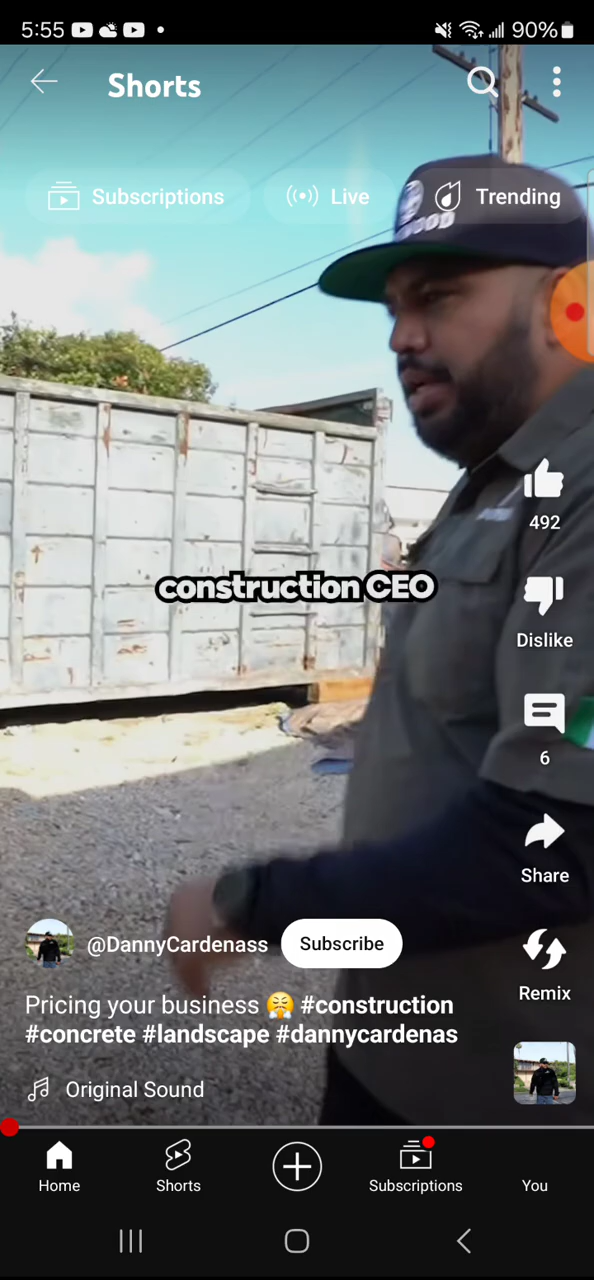 5:55
90%
Shorts
Subscriptions
Live
Trending
492
construction CEO
Dislike
6
Share
@DannyCardenass
Subscribe
Remix
Pricing your business 😤 #construction
#concrete #landscape #dannycardenas
Original Sound
Home
Shorts
Subscriptions
You